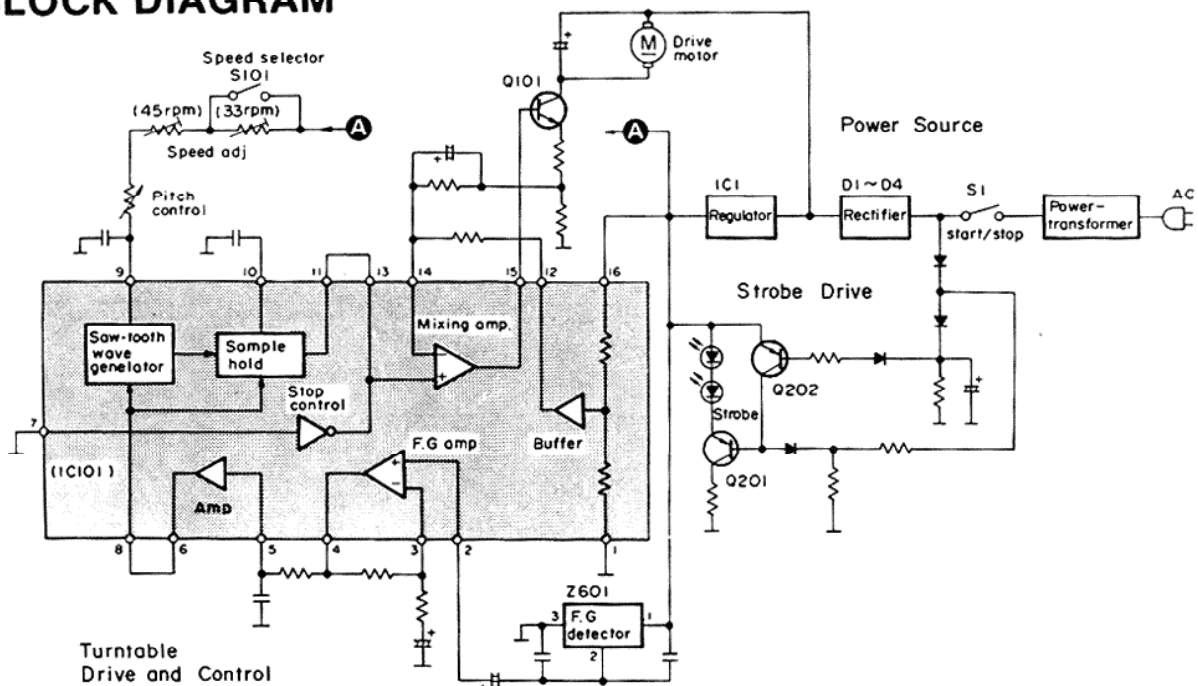 LOCK DIAGRAM
Speed selector
S101
(45rpm)
(33rpm)
A
Speed adj
Pitch
control
Q101
M
Drive
motor
A
Power Source
IC1
Regulator
D1~D4
Rectifier
S1
start/stop
Power-
transformer
AC
9
10
11
13
14
15
12
16
Saw-tooth
wave
genelator
Sample
hold
Mixing amp.
Stop
control
7
(IC101)
F.G amp
Buffer
Amp
8
6
5
4
3
2
1
Strobe Drive
Q202
Strobe
Q201
Z601
3
F.G
detector
1
2
Turntable
Drive and Control